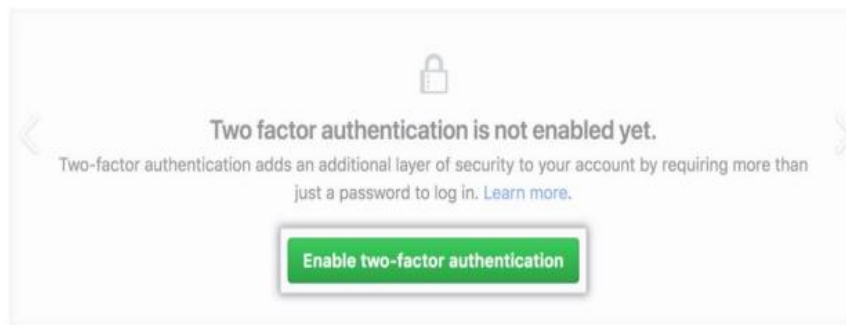 Two factor authentication is not enabled yet.
Two-factor authentication adds an additional layer of security to your account by requiring more than
just a password to log in. Learn more.
Enable two-factor authentication